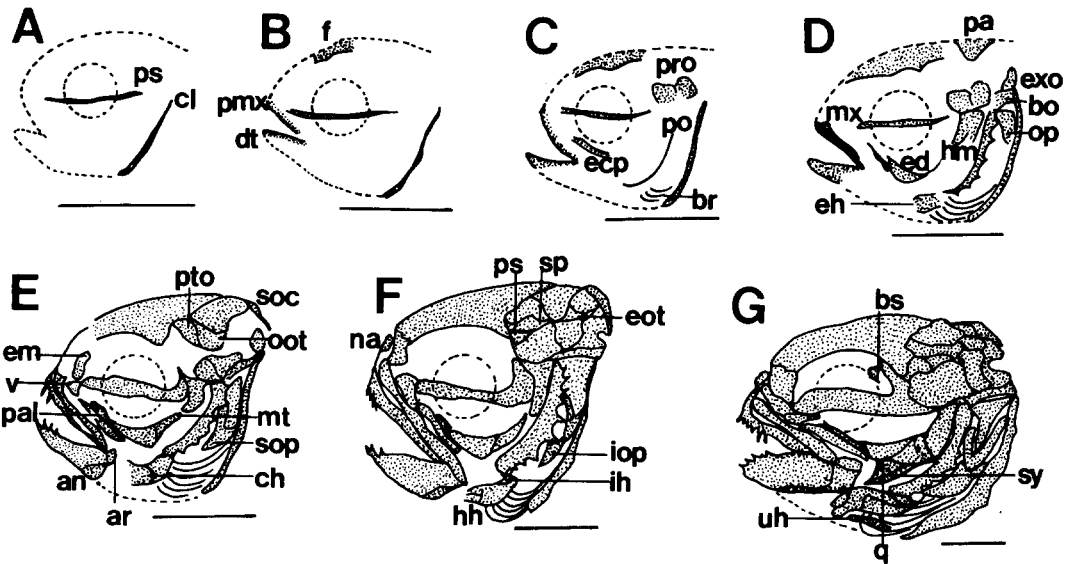 A
ps
cl
B
f
pmx
dt
C
pro
po
ecp
br
D
pa
exo
bo
op
mx
ed
hm
eh
E
pto
soc
oot
em
v
pal
mt
sop
an
ch
ar
F
ps
sp
eot
na
iop
ih
hh
G
bs
sy
uh
q